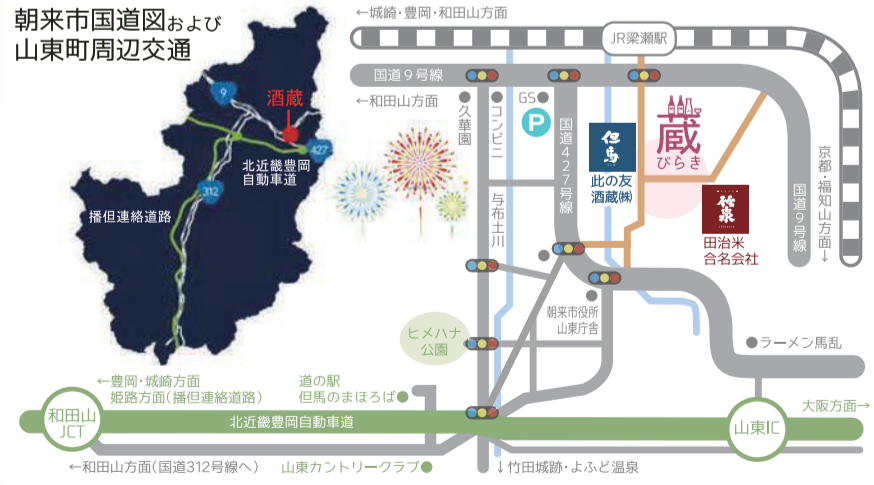 朝来市国道図および
山東町周辺交通
9
酒蔵
427
北近畿豊岡
自動車道
312
播但連絡道路
←城崎・豊岡・和田山方面
JR梁瀬駅
国道9号線
←和田山方面
久華園
コンビニ
GS
P
国道427号線
但馬
此の友
酒蔵㈱
蔵
びらき
竹泉
田治米
合名会社
国道9号線
京都・福知山方面→
与布土川
朝来市役所
山東庁舎
ヒメハナ
公園
ラーメン馬乱
←豊岡・城崎方面
姫路方面(播但連絡道路)
道の駅
但馬のまほろば
和田山
JCT
北近畿豊岡自動車道
山東IC
大阪方面→
←和田山方面(国道312号線へ)
山東カントリークラブ
↓竹田城跡・よふど温泉